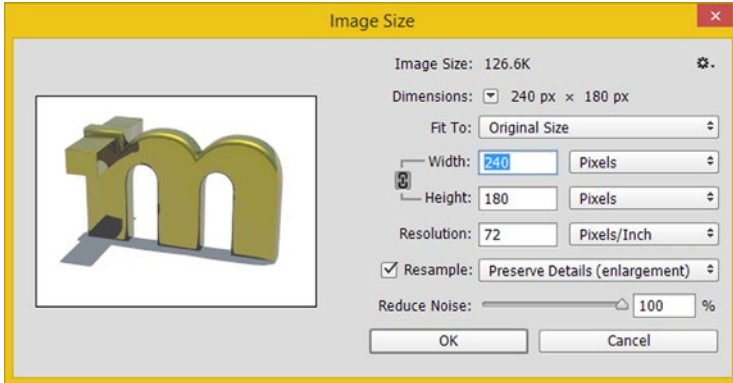 Image Size
Image Size: 126.6K
Dimensions: 240 px × 180 px
Fit To: Original Size
Width: 240 Pixels
Height: 180 Pixels
Resolution: 72 Pixels/Inch
Resample: Preserve Details (enlargement)
Reduce Noise: 100 %
OK Cancel
m